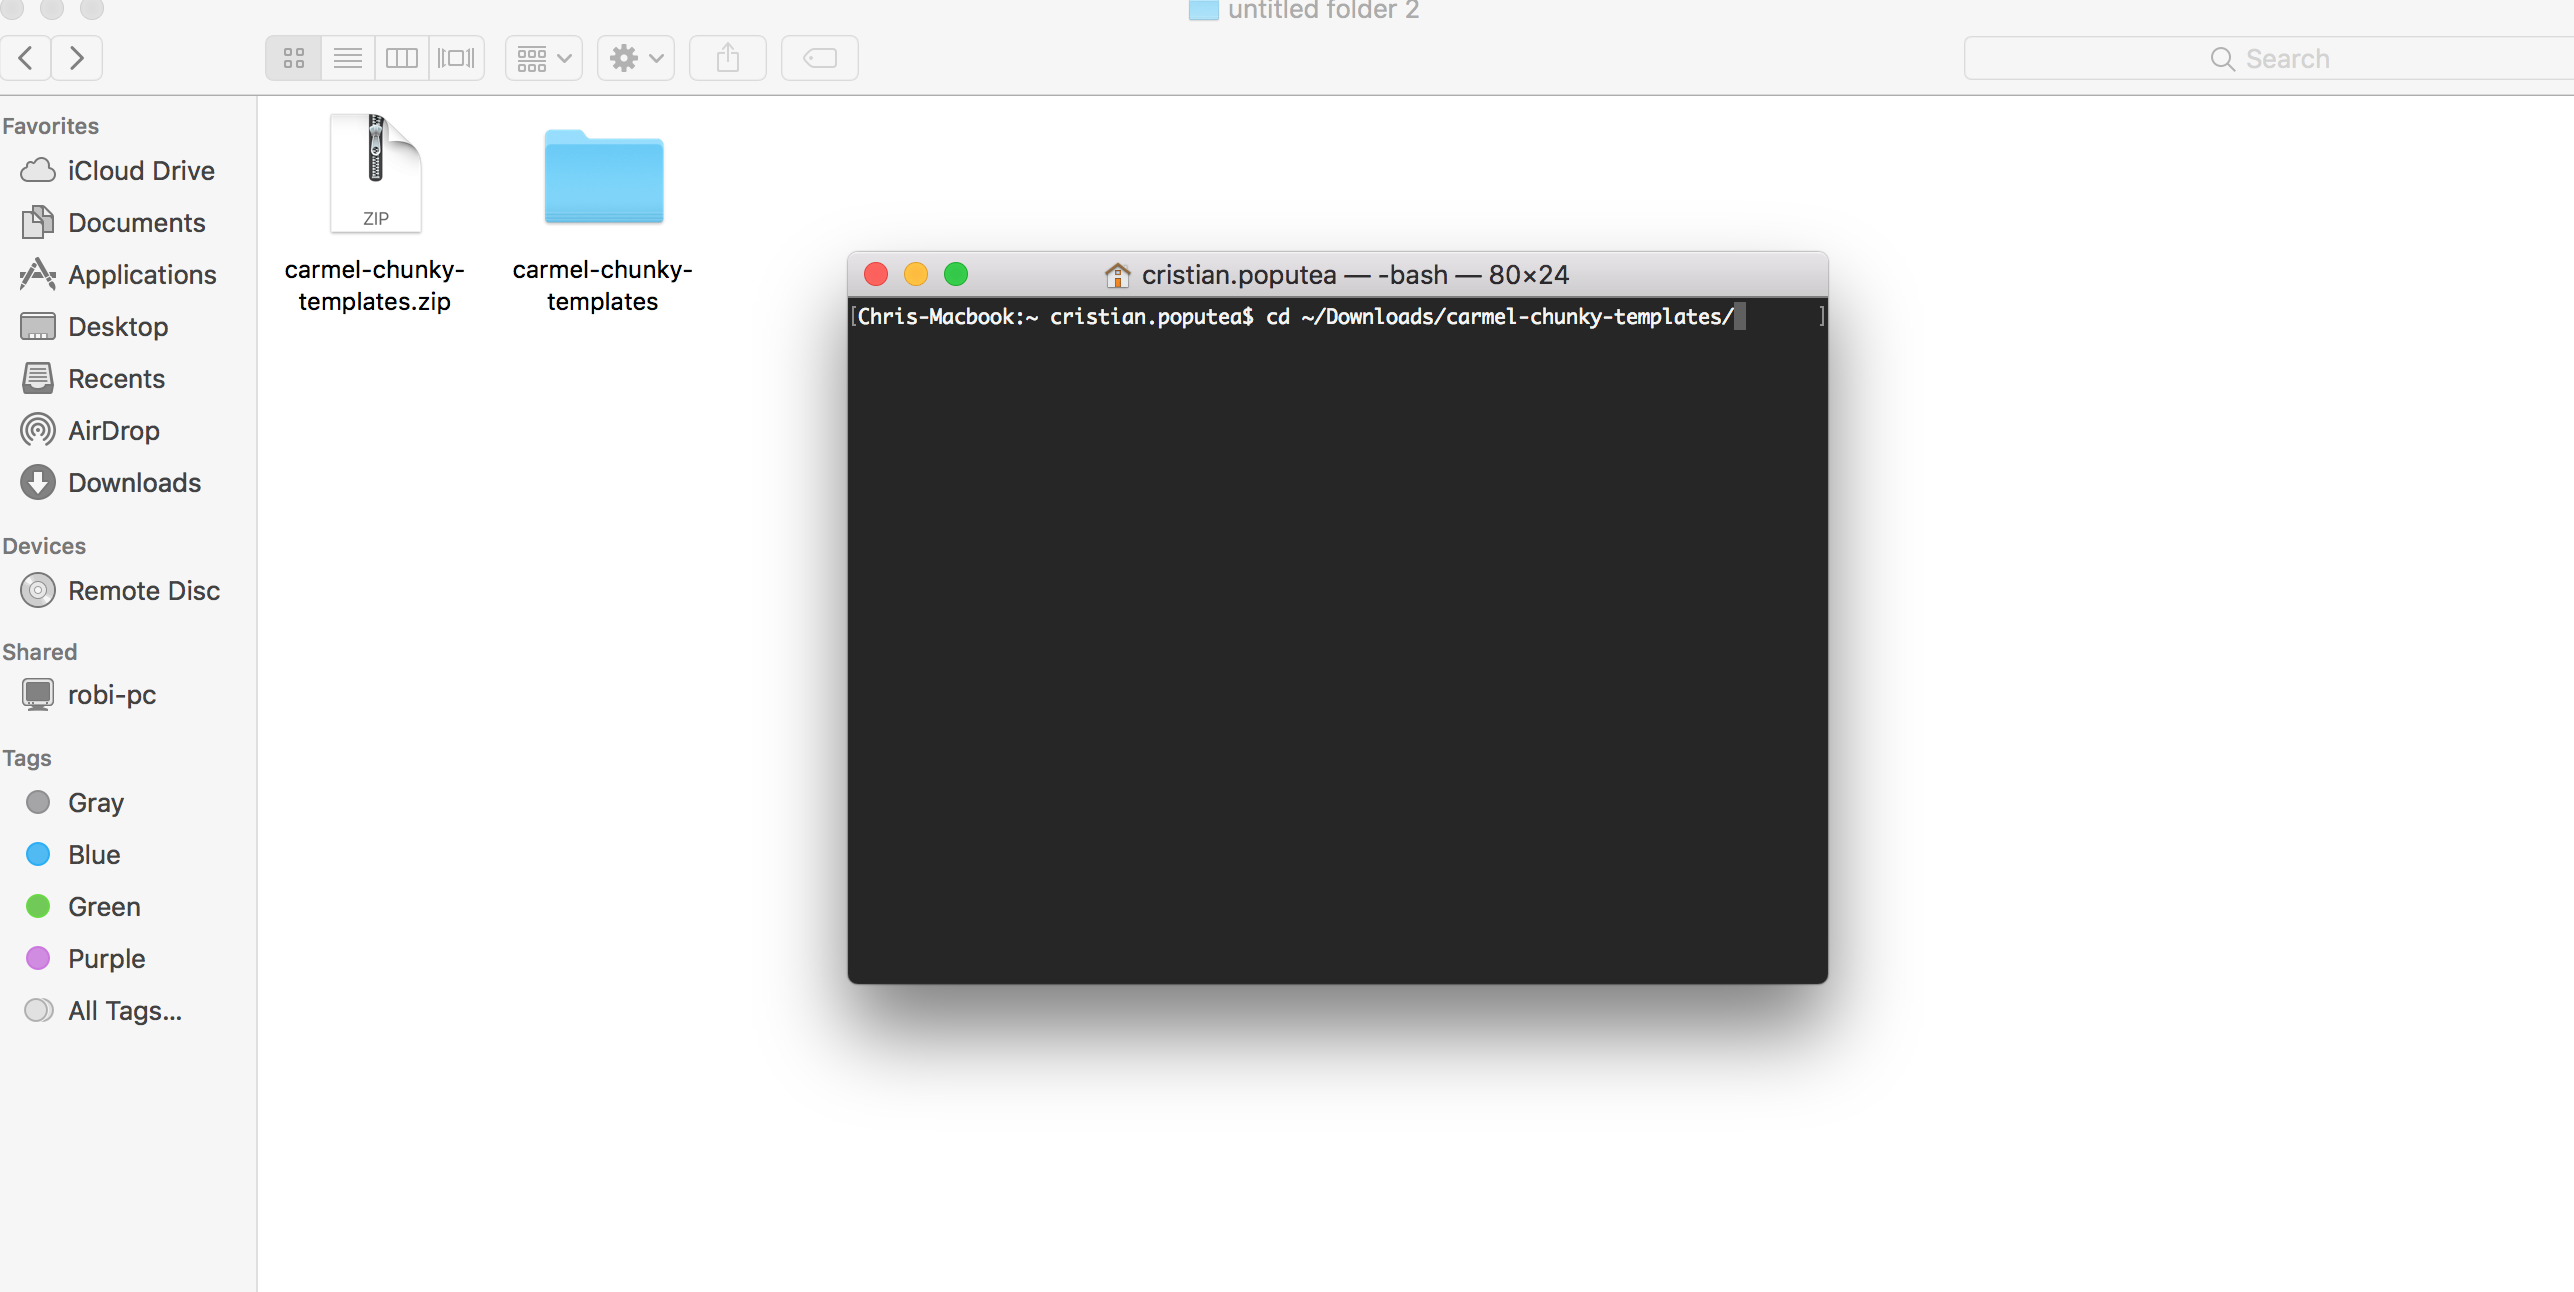 untitled folder 2
Search
Favorites
iCloud Drive
Documents
Applications
Desktop
Recents
AirDrop
Downloads
Devices
Remote Disc
Shared
robi-pc
Tags
Gray
Blue
Green
Purple
All Tags...
ZIP
carmel-chunky-
templates.zip
carmel-chunky-
templates
cristian.poputea — -bash — 80×24
[Chris-Macbook:~ cristian.poputea$ cd ~/Downloads/carmel-chunky-templates/ ]